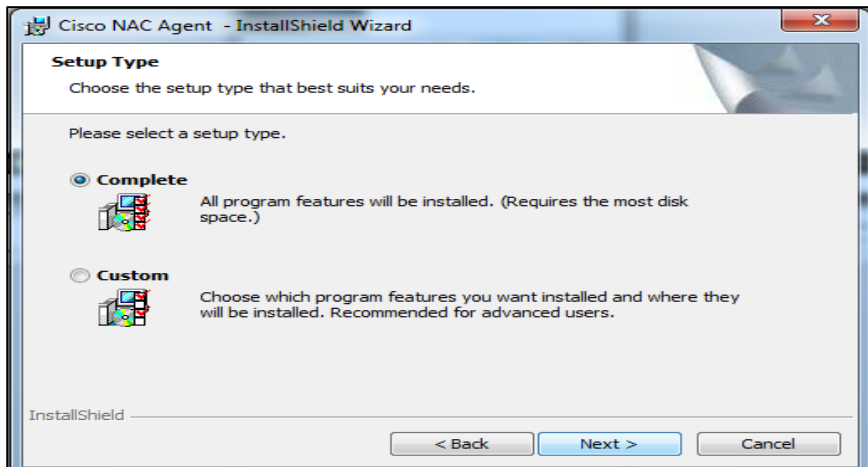 Cisco NAC Agent - InstallShield Wizard
Setup Type
Choose the setup type that best suits your needs.
Please select a setup type.
Complete
All program features will be installed. (Requires the most disk
space.)
Custom
Choose which program features you want installed and where they
will be installed. Recommended for advanced users.
InstallShield
< Back Next > Cancel